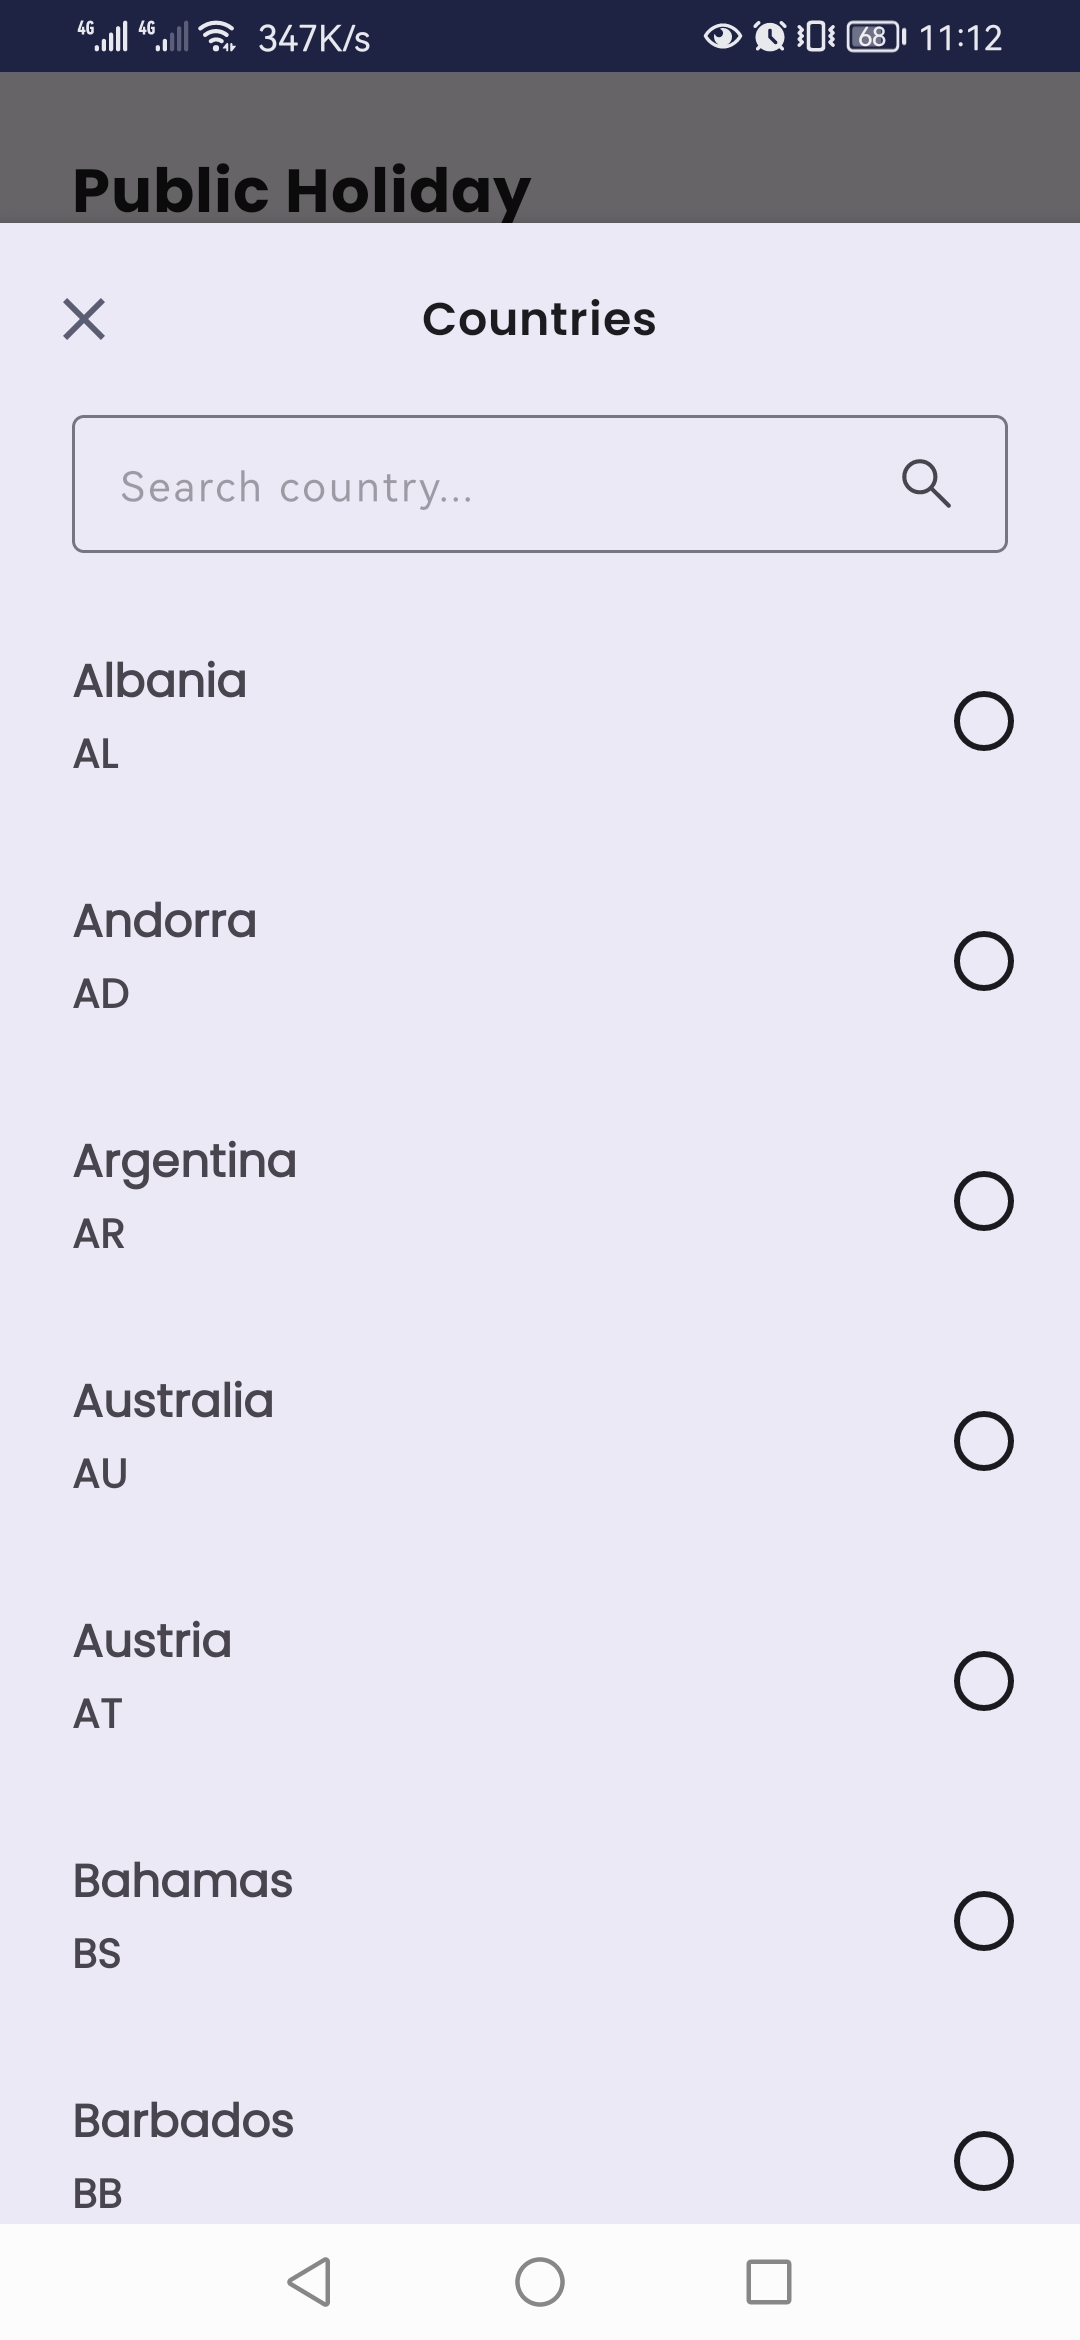 4G 4G 347K/s 68 11:12
Public Holiday
Countries
Search country...
Albania
AL
Andorra
AD
Argentina
AR
Australia
AU
Austria
AT
Bahamas
BS
Barbados
BB